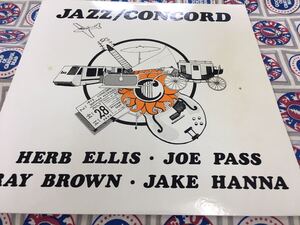 JAZZ/CONCORD
28
HERB ELLIS · JOE PASS
RAY BROWN · JAKE HANNA